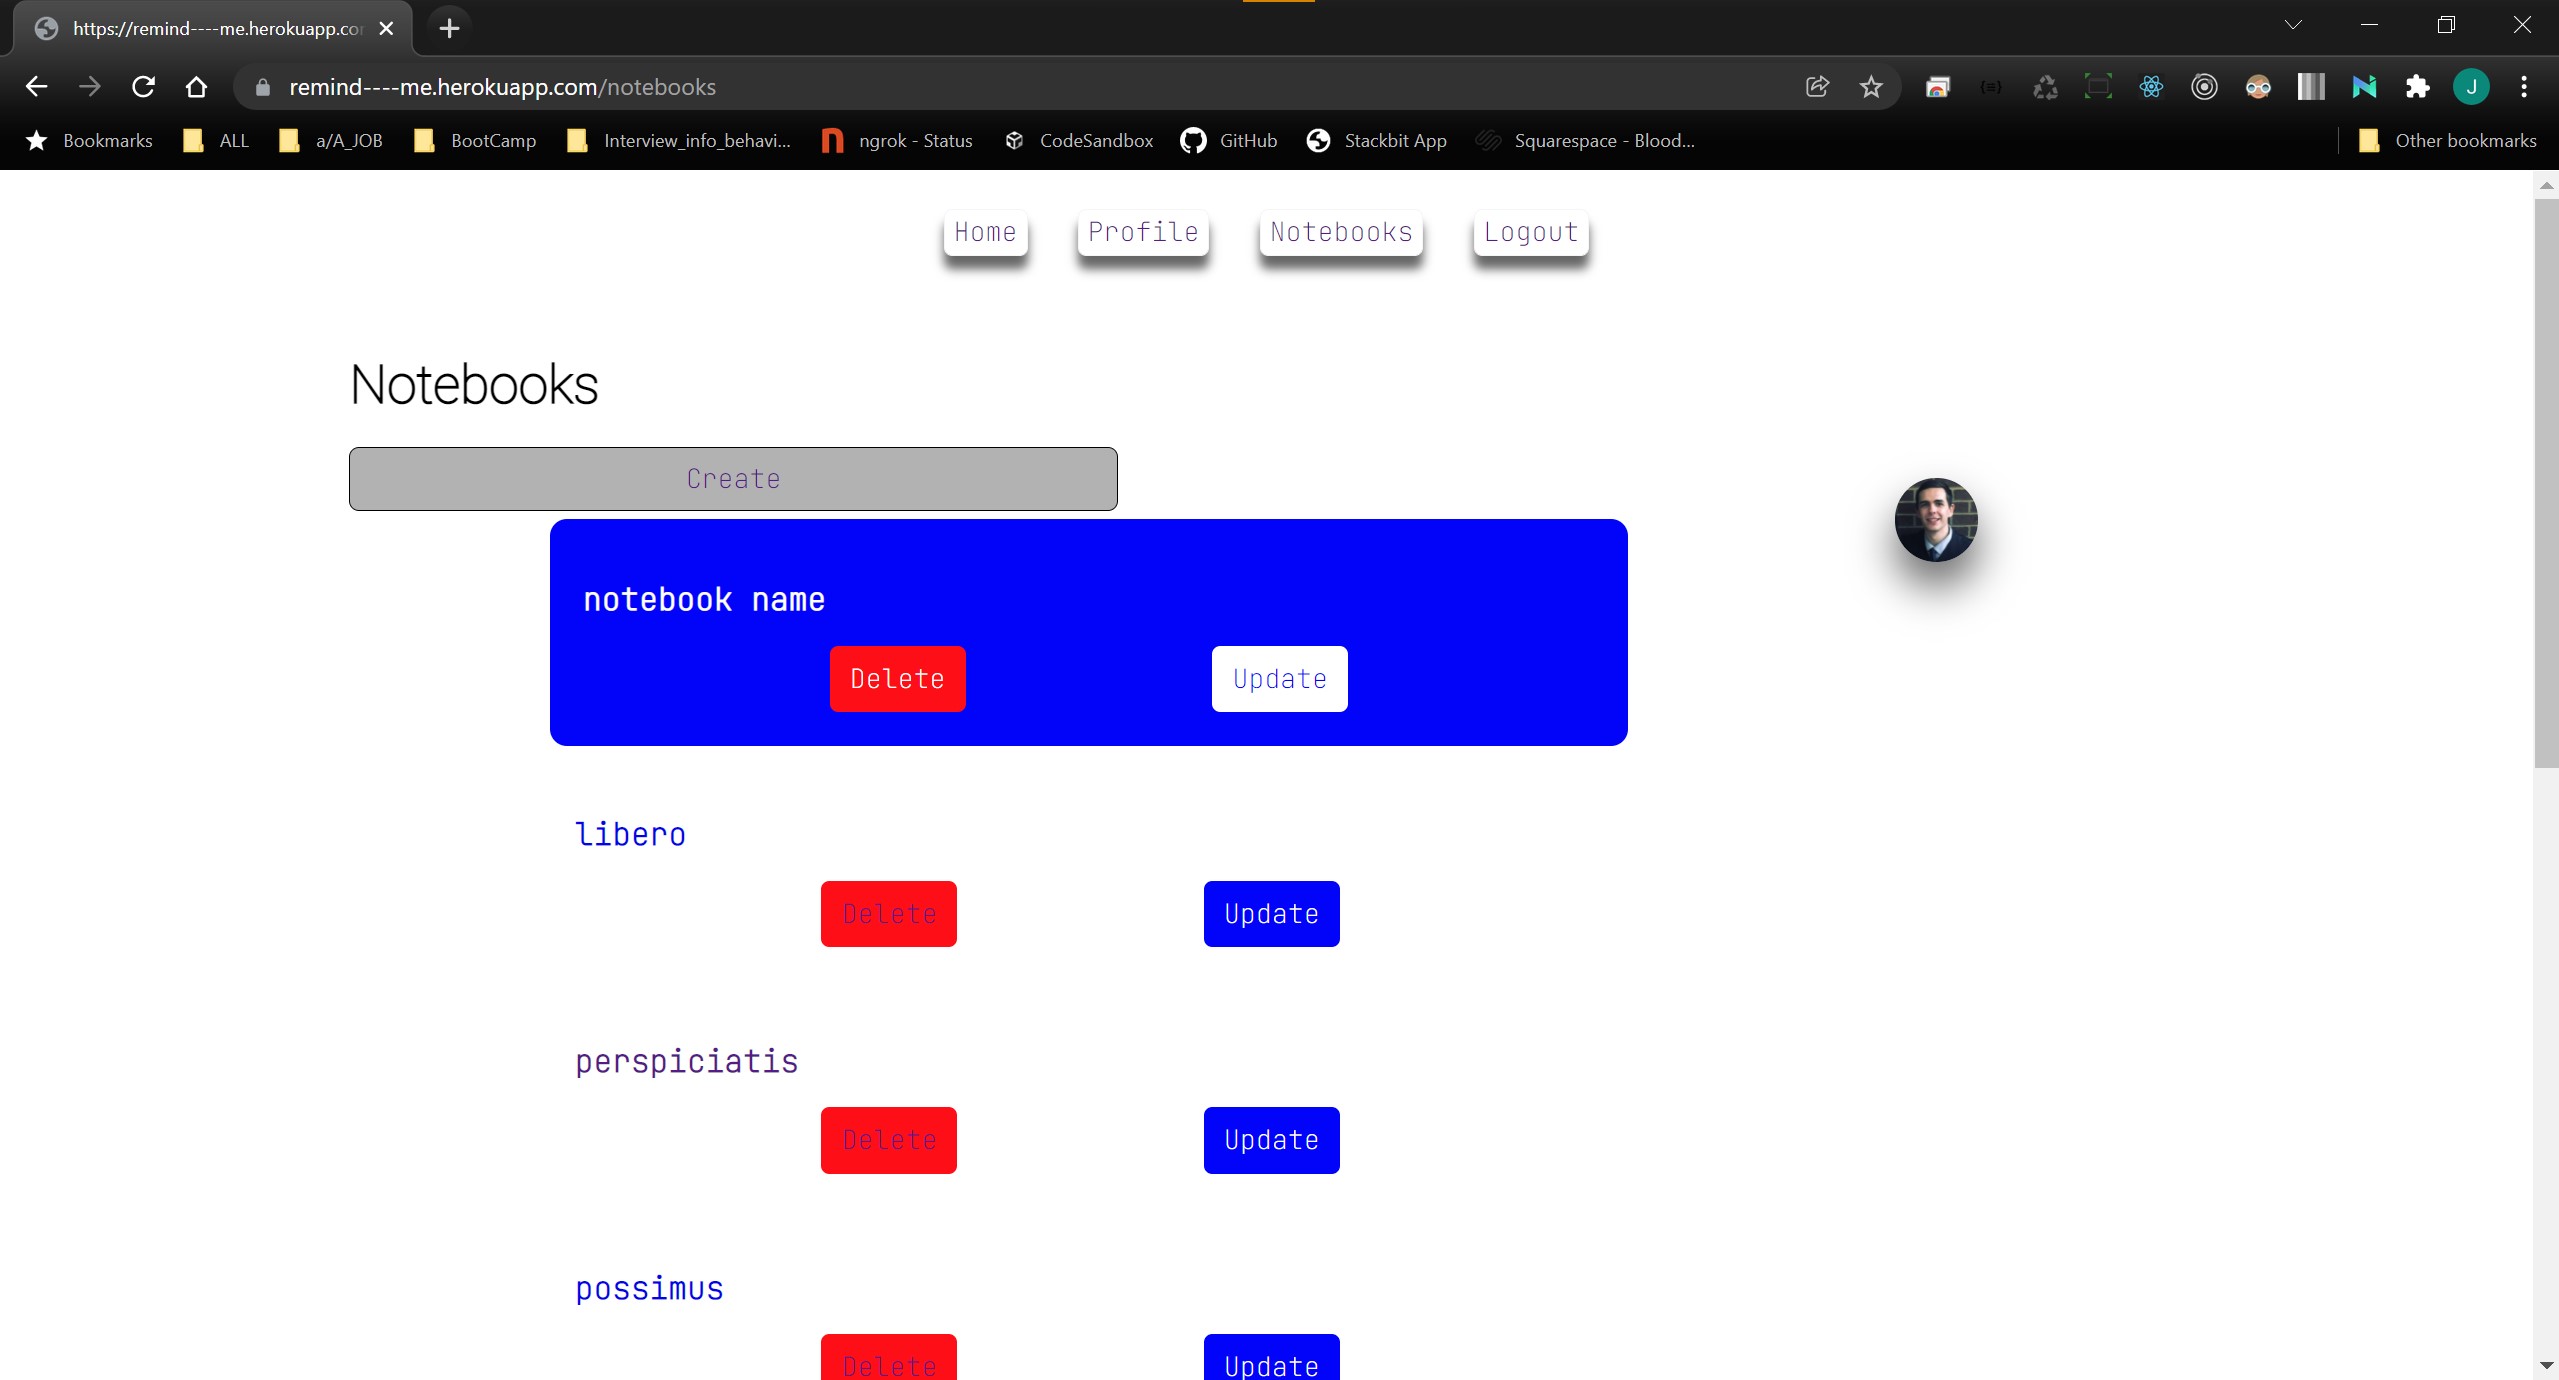 https://remind----me.herokuapp.co
remind----me.herokuapp.com/notebooks
J
Bookmarks ALL a/A_JOB BootCamp Interview_info_behavi... ngrok - Status CodeSandbox GitHub Stackbit App Squarespace - Blood... Other bookmarks
Home Profile Notebooks Logout
Notebooks
Create
notebook name
Delete Update
libero
Delete Update
perspiciatis
Delete Update
possimus
Delete Update